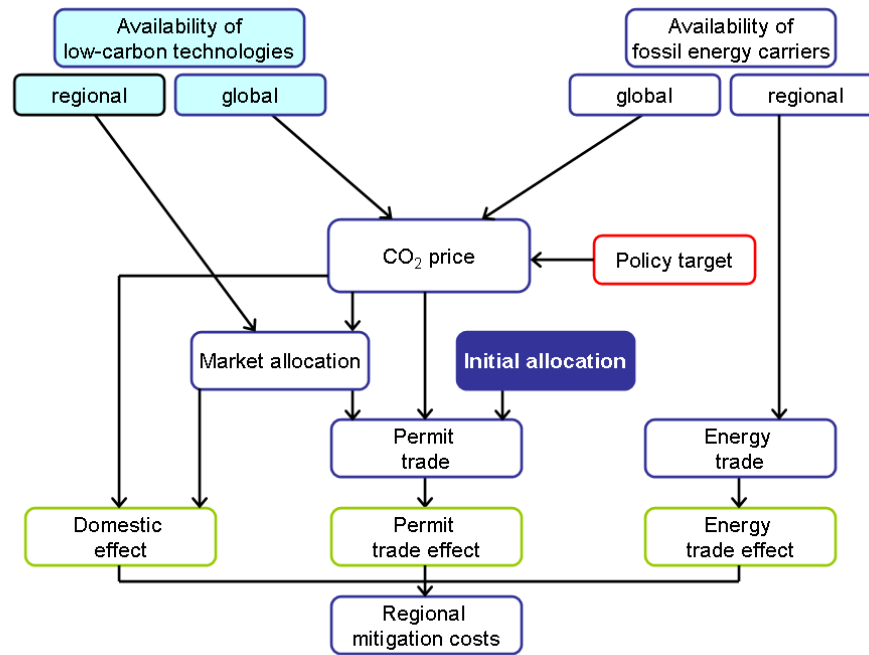 Availability of
low-carbon technologies
Availability of
fossil energy carriers
regional
global
global
regional
CO₂ price
Policy target
Market allocation
Initial allocation
Permit
trade
Energy
trade
Domestic
effect
Permit
trade effect
Energy
trade effect
Regional
mitigation costs